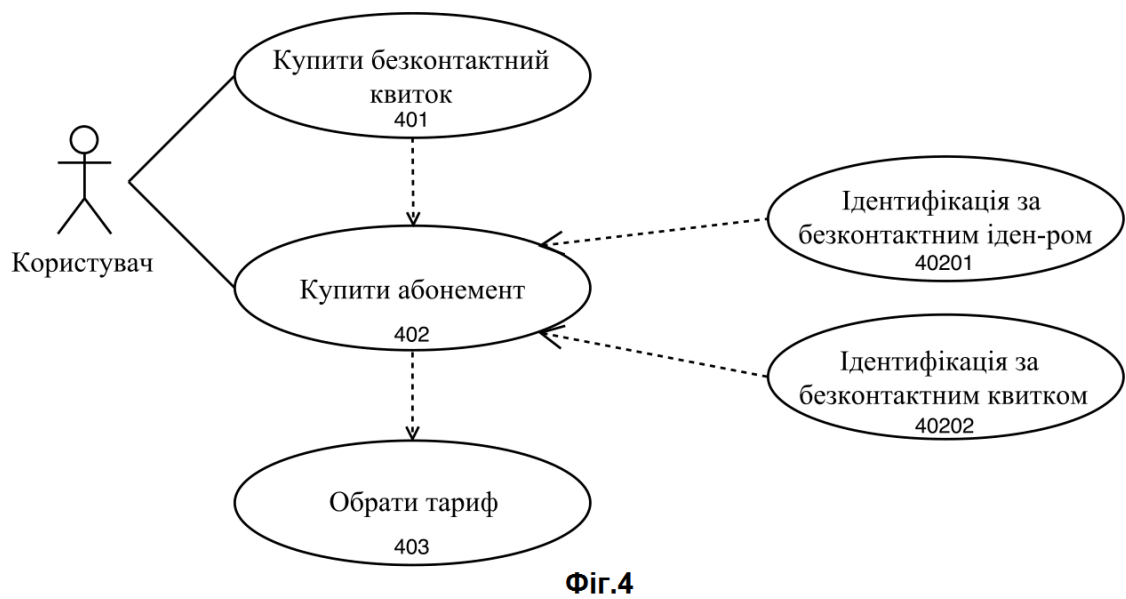 Купити безконтактний
квиток
401
Користувач
Ідентифікація за
безконтактним іден-ром
40201
Купити абонемент
402
Ідентифікація за
безконтактним квитком
40202
Обрати тариф
403
Фіг.4